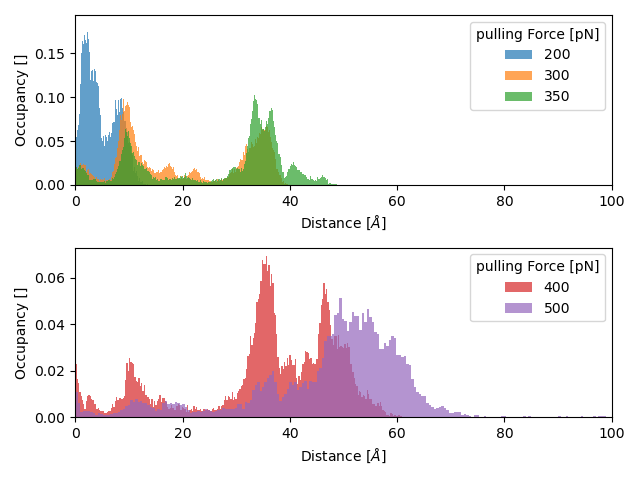 pulling Force [pN]
200
300
350
Occupancy []
0.15
0.10
0.05
0.00
0 20 40 60 80 100
Distance [Å]
pulling Force [pN]
400
500
Occupancy []
0.06
0.04
0.02
0.00
0 20 40 60 80 100
Distance [Å]